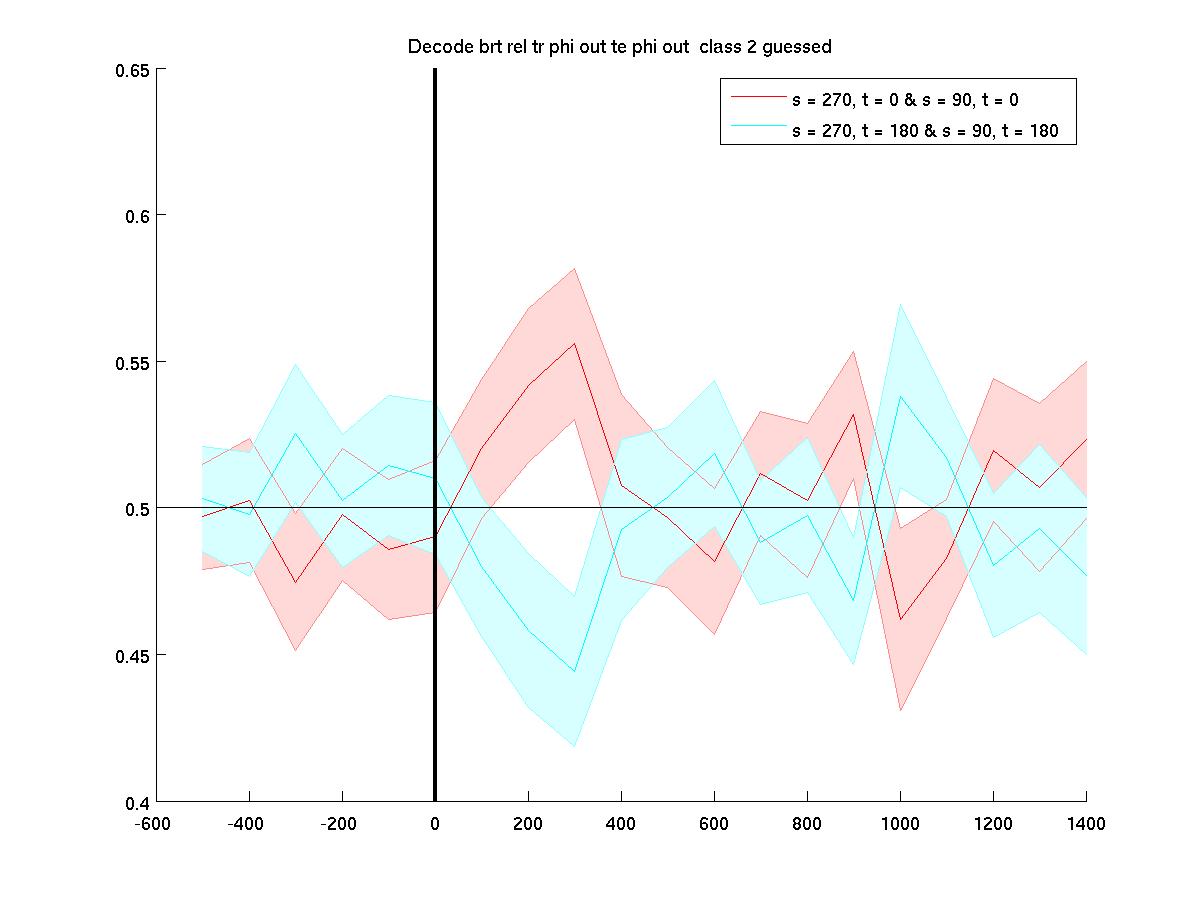 Decode brt rel tr phi out te phi out  class 2 guessed
s = 270, t = 0 & s = 90, t = 0
s = 270, t = 180 & s = 90, t = 180
0.65
0.6
0.55
0.5
0.45
0.4
-600 -400 -200 0 200 400 600 800 1000 1200 1400